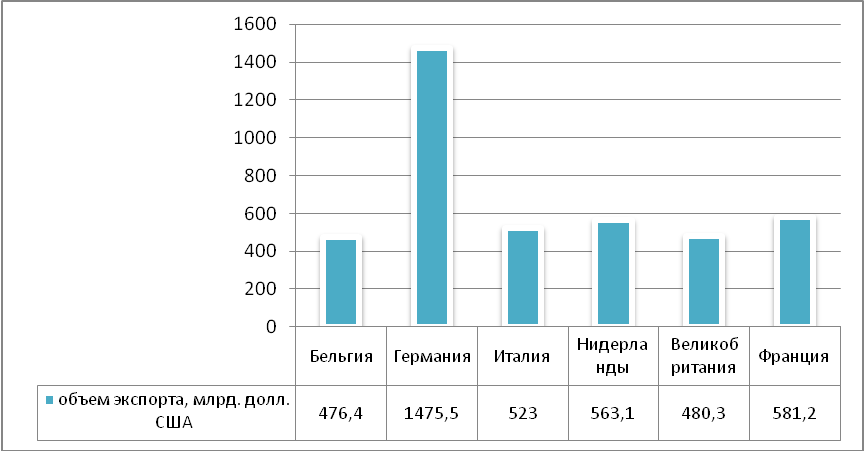 1600
1400
1200
1000
800
600
400
200
0
Бельгия Германия Италия Нидерла
нды Великоб
ритания Франция
объем экспорта, млрд. долл.
США
476,4 1475,5 523 563,1 480,3 581,2